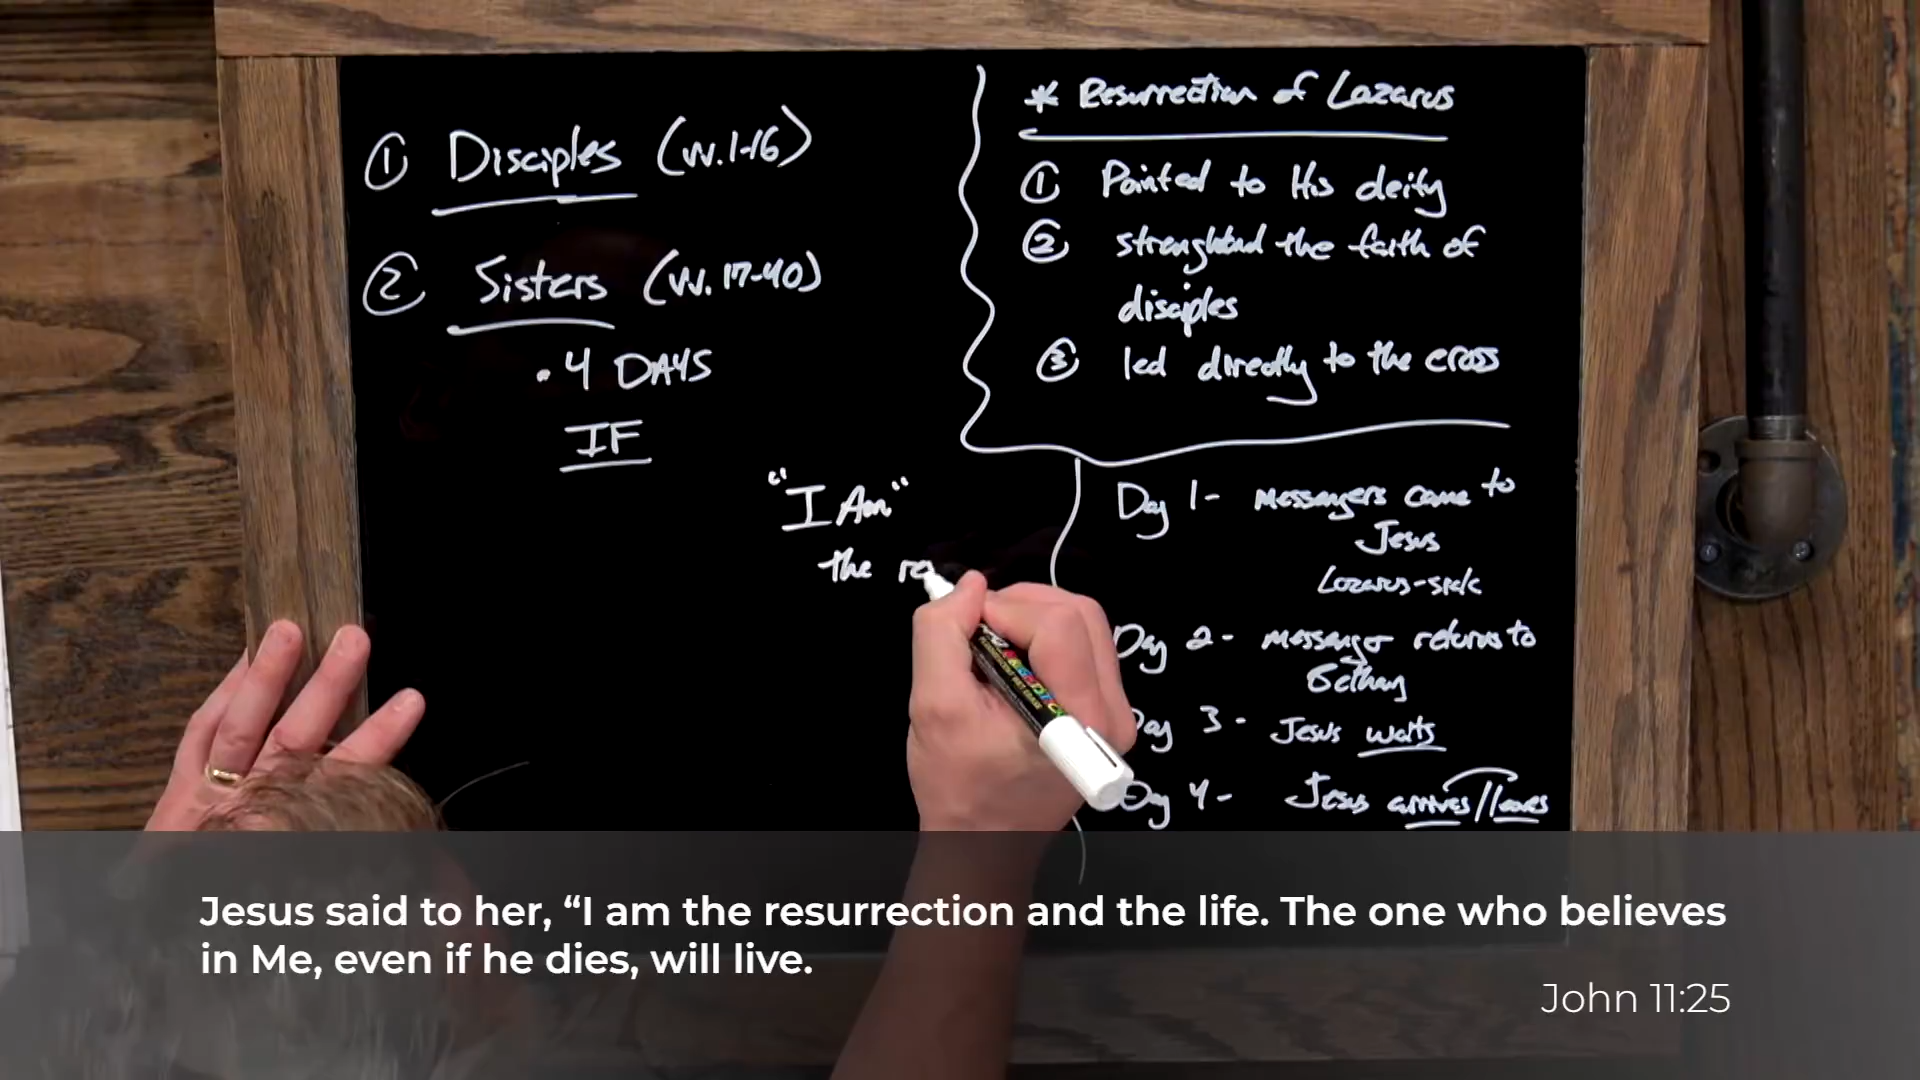 ① Disciples (vv. 1-16)
② Sisters (vv. 17-40)
• 4 DAYS
IF
"I Am"
the re
* Resurrection of Lazarus
① Pointed to His deity
② the faith of
disciples
③ led directly to the cross
Day 1- Messengers came to
Jesus
Lazarus-sick
Day 2- messenger returns to
Bethany
Day 3- Jesus waits
Day 4- Jesus arrives/leaves
Jesus said to her, “I am the resurrection and the life. The one who believes
in Me, even if he dies, will live.
John 11:25